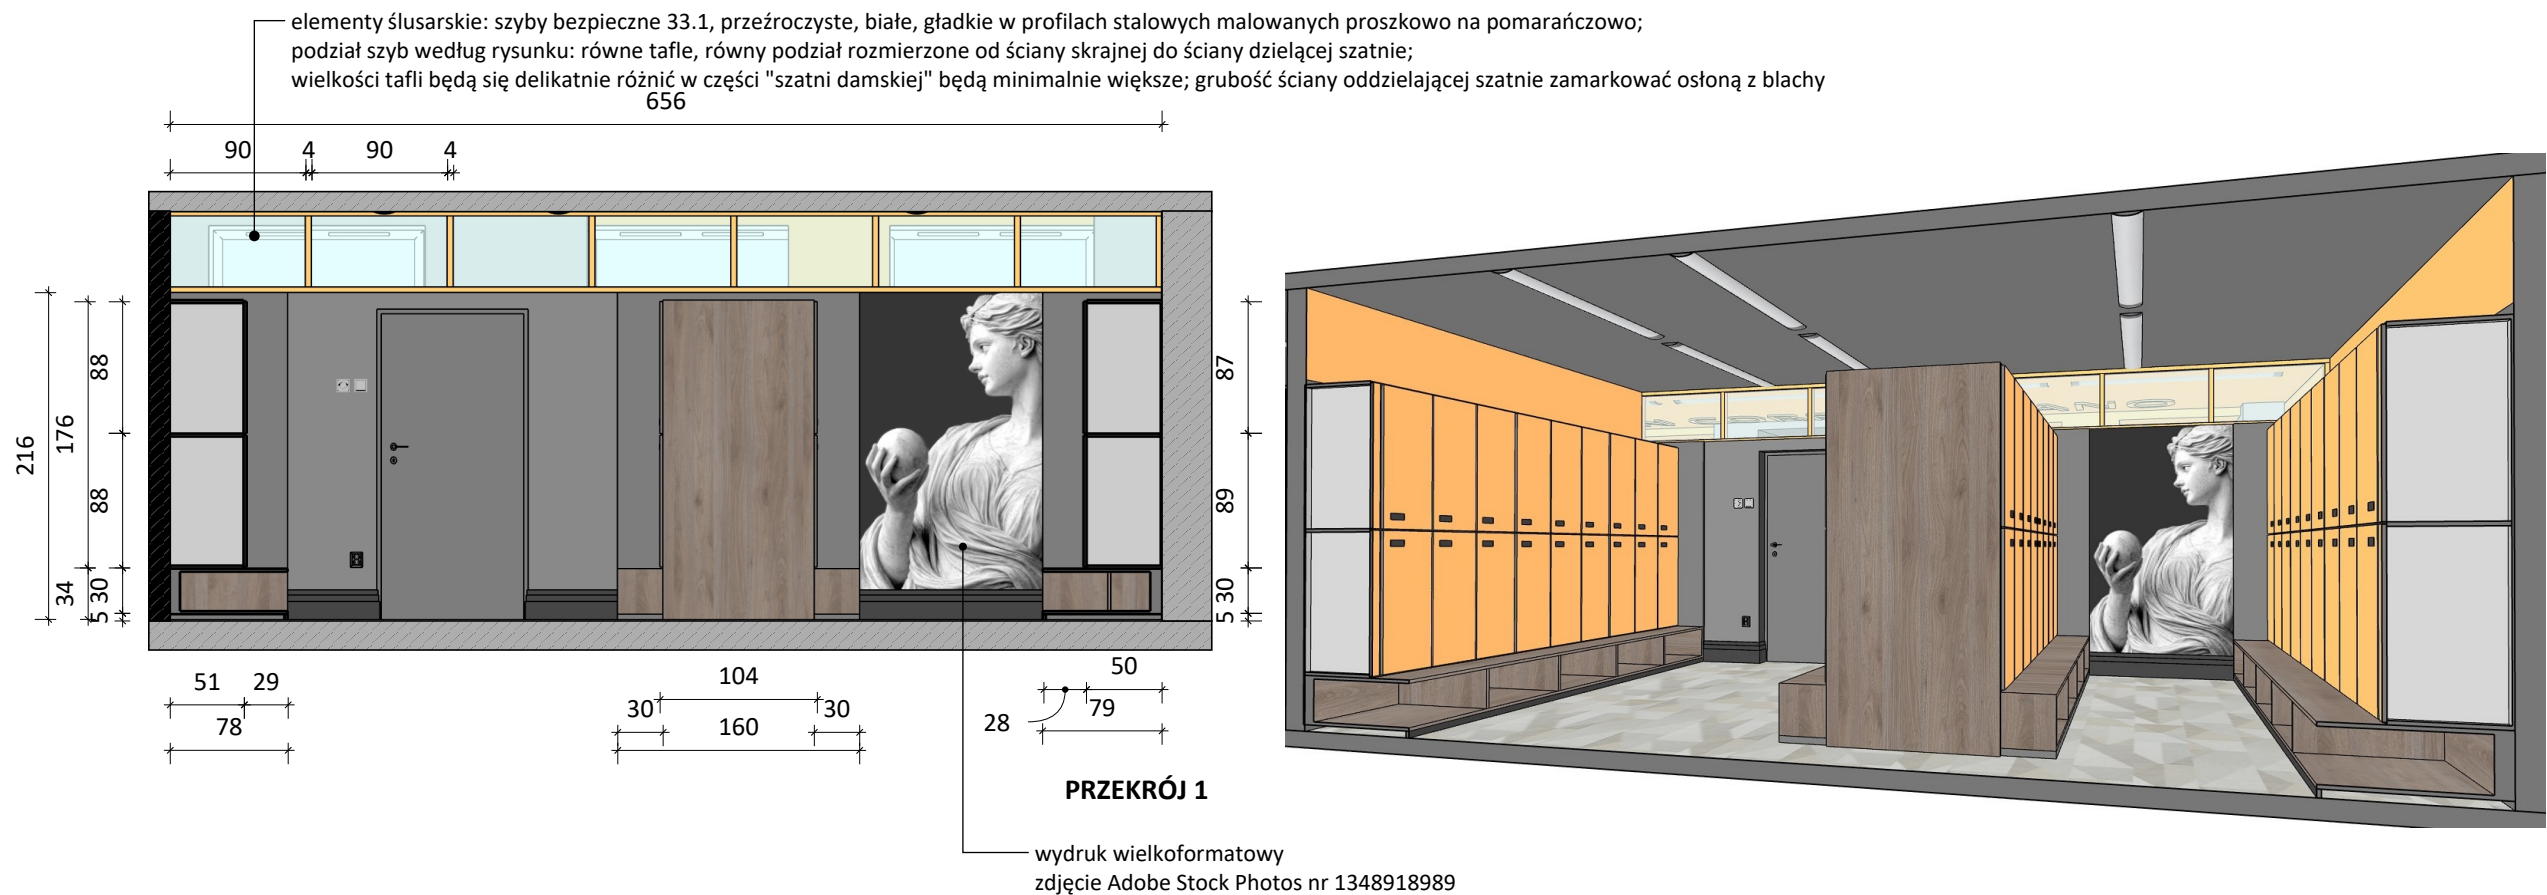 elementy ślusarskie: szyby bezpieczne 33.1, przeźroczyste, białe, gładkie w profilach stalowych malowanych proszkowo na pomarańczowo;
podział szyb według rysunku: równe tafle, równy podział rozmierzone od ściany skrajnej do ściany dzielącej szatnie;
wielkości tafli będą się delikatnie różnić w części "szatni damskiej" będą minimalnie większe; grubość ściany oddzielającej szatnie zamarkować osłoną z blachy
656
90 4 90 4
216
176
34
88
88
30
5
87
89
30
5
51 29
78
104
30 30
160
50
28 79
PRZEKRÓJ 1
wydruk wielkoformatowy
zdjęcie Adobe Stock Photos nr 1348918989